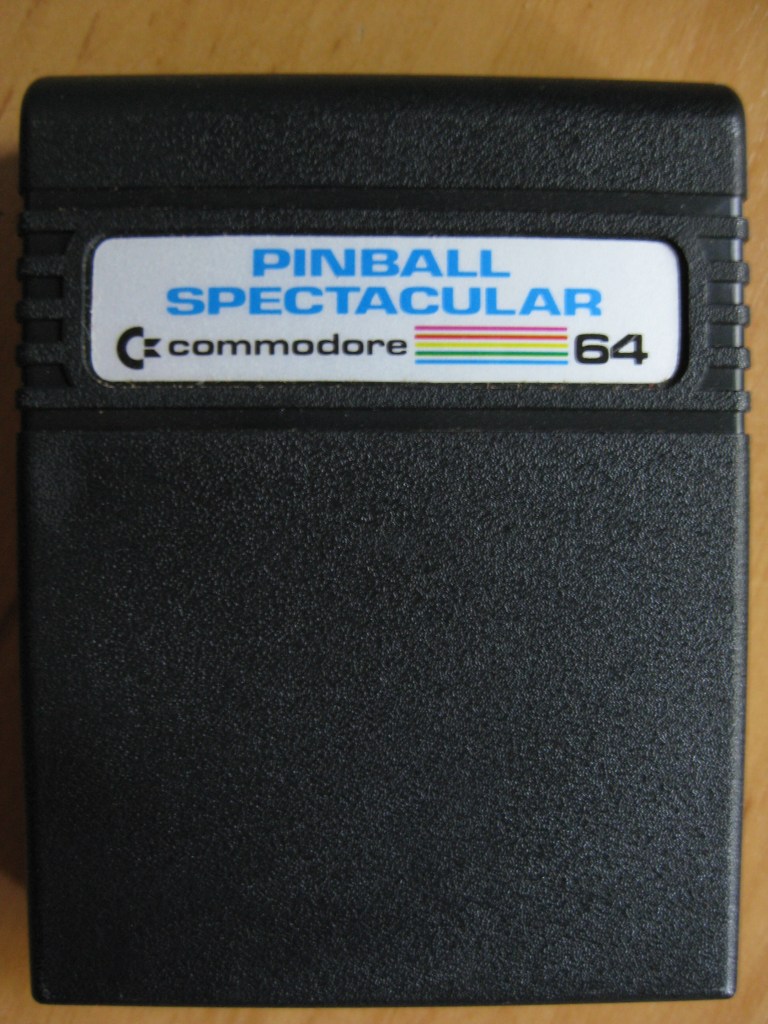 PINBALL
SPECTACULAR
commodore 64